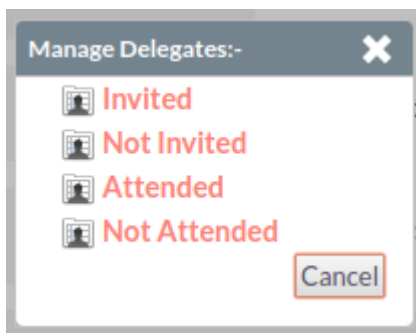 Manage Delegates:-
Invited
Not Invited
Attended
Not Attended
Cancel